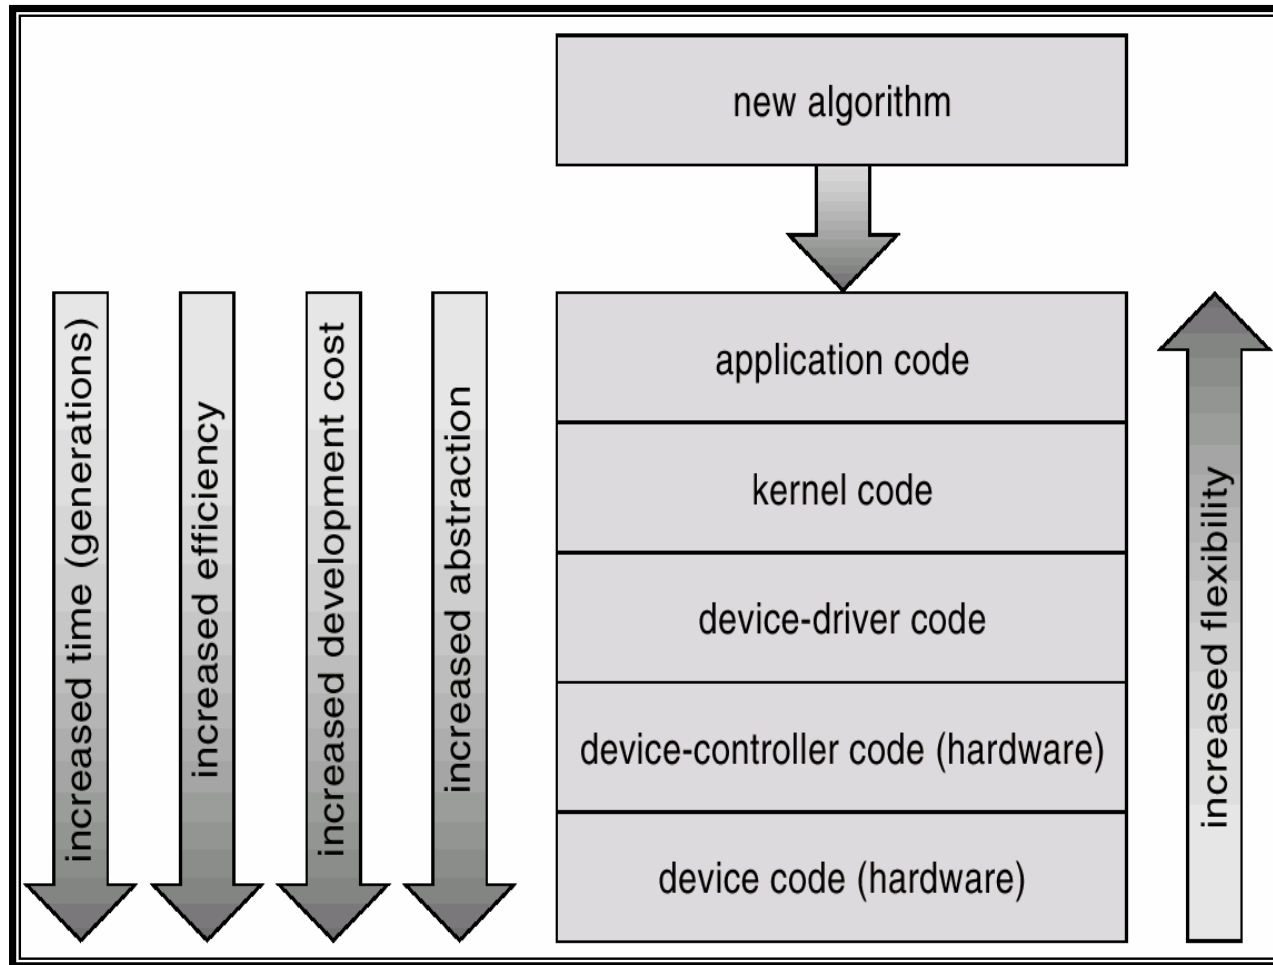 new algorithm
increased time (generations)
increased efficiency
increased development cost
increased abstraction
application code
kernel code
device-driver code
device-controller code (hardware)
device code (hardware)
increased flexibility